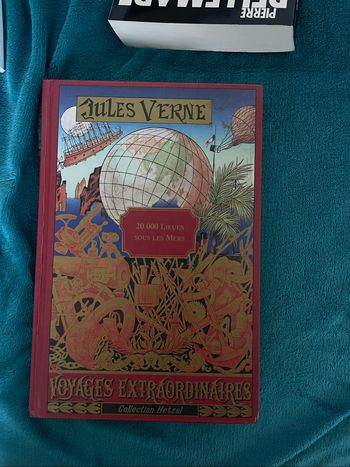 PIERRE
BELLEMARE
JULES VERNE
20 000 LIEUES
SOUS LES MERS
VOYAGES EXTRAORDINAIRES
Collection Hetzel